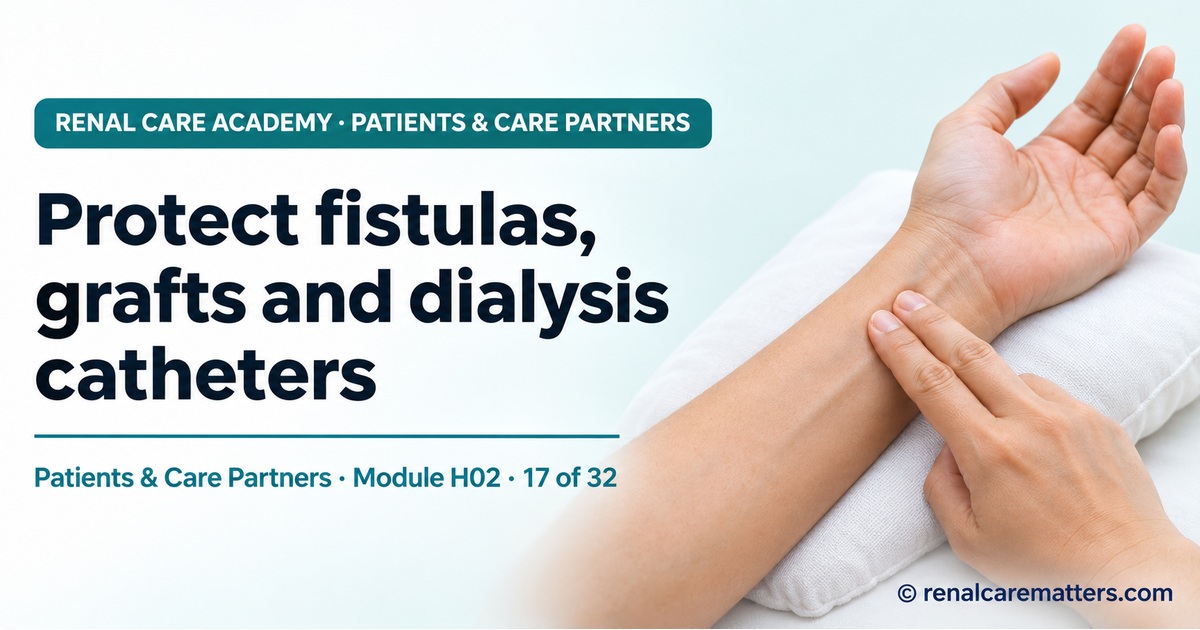 RENAL CARE ACADEMY · PATIENTS & CARE PARTNERS
Protect fistulas,
grafts and dialysis
catheters
Patients & Care Partners · Module H02 · 17 of 32
© renalcarematters.com